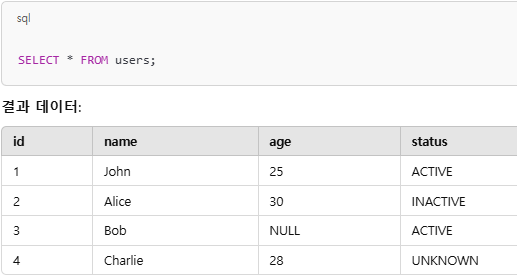 sql
SELECT * FROM users;
결과 데이터:
id name age status
1 John 25 ACTIVE
2 Alice 30 INACTIVE
3 Bob NULL ACTIVE
4 Charlie 28 UNKNOWN